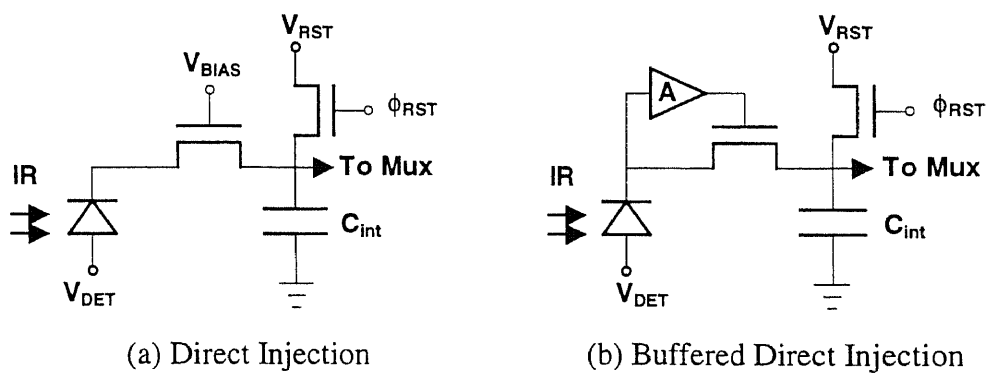 V_RST
V_BIAS
ϕ_RST
To Mux
IR
C_int
V_DET
(a) Direct Injection
V_RST
A
ϕ_RST
To Mux
IR
C_int
V_DET
(b) Buffered Direct Injection